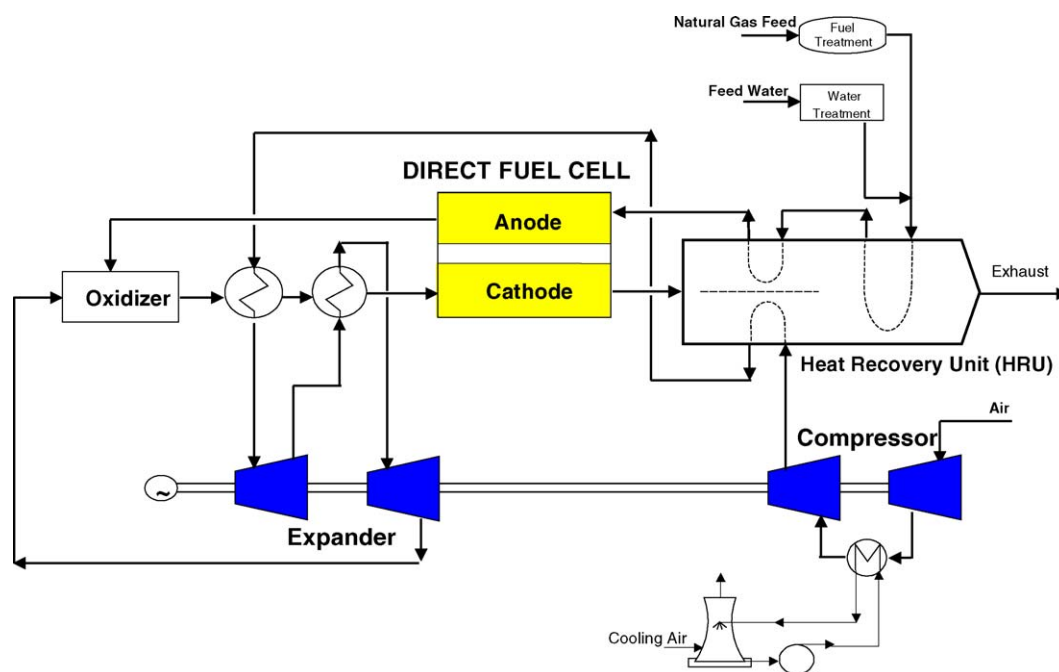 Natural Gas Feed
Fuel
Treatment
Feed Water
Water
Treatment
DIRECT FUEL CELL
Anode
Oxidizer
Cathode
Exhaust
Heat Recovery Unit (HRU)
Air
Compressor
~
Expander
Cooling Air